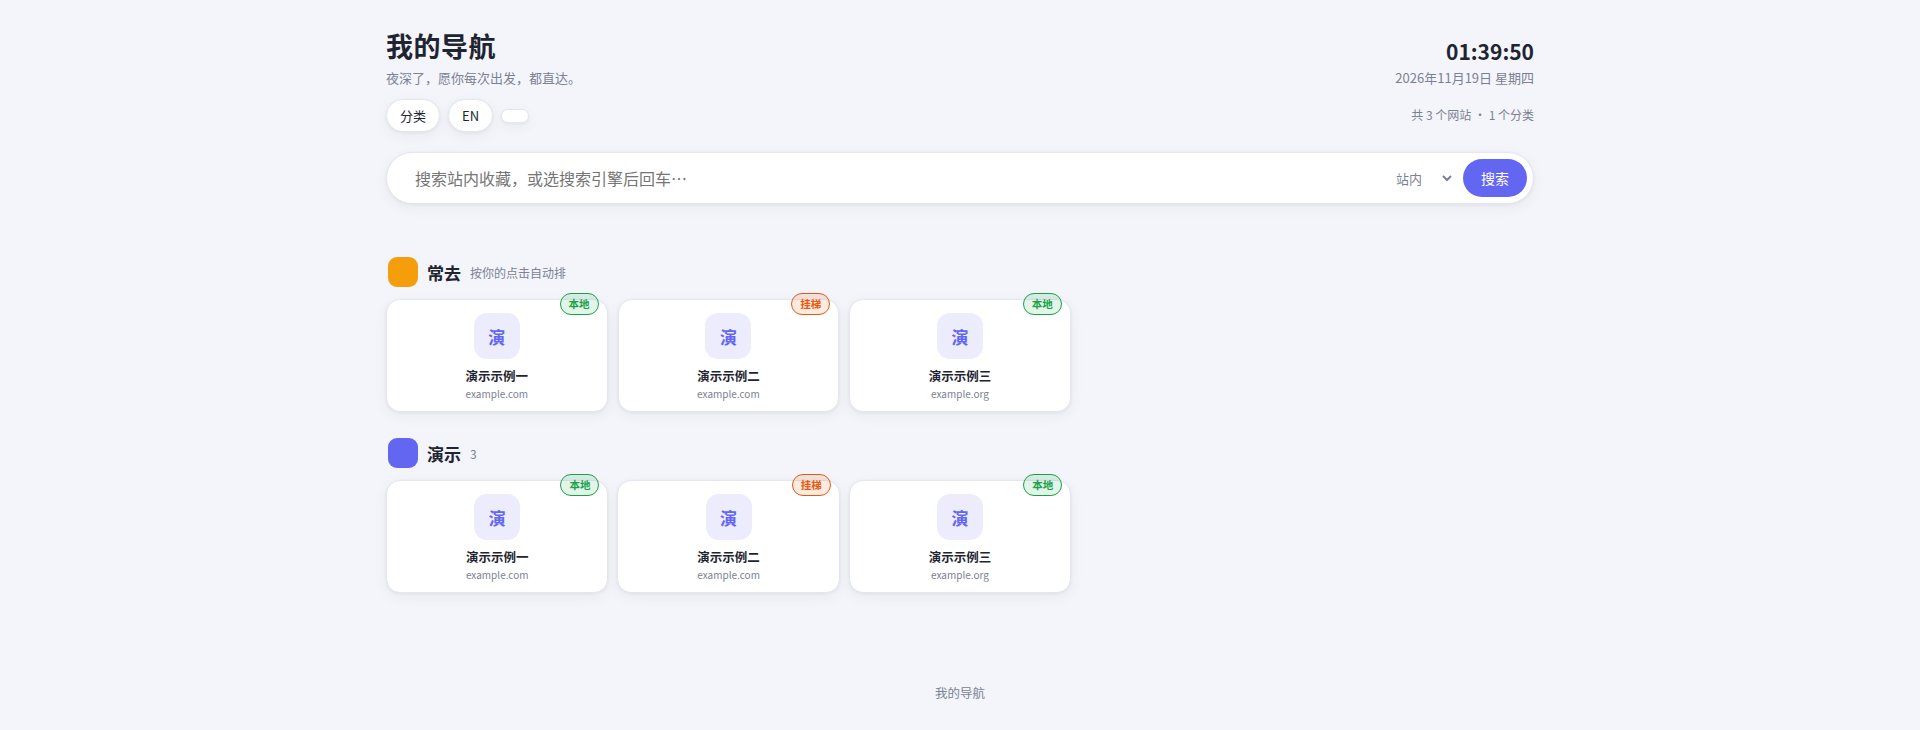 我的导航
夜深了，愿你每次出发，都直达。
01:39:50
2026年11月19日 星期四
分类
EN
共 3 个网站 · 1 个分类
搜索站内收藏，或选搜索引擎后回车…
站内
搜索
常去 按你的点击自动排
本地
演
演示示例一
example.com
挂梯
演
演示示例二
example.com
本地
演
演示示例三
example.org
演示 3
本地
演
演示示例一
example.com
挂梯
演
演示示例二
example.com
本地
演
演示示例三
example.org
我的导航